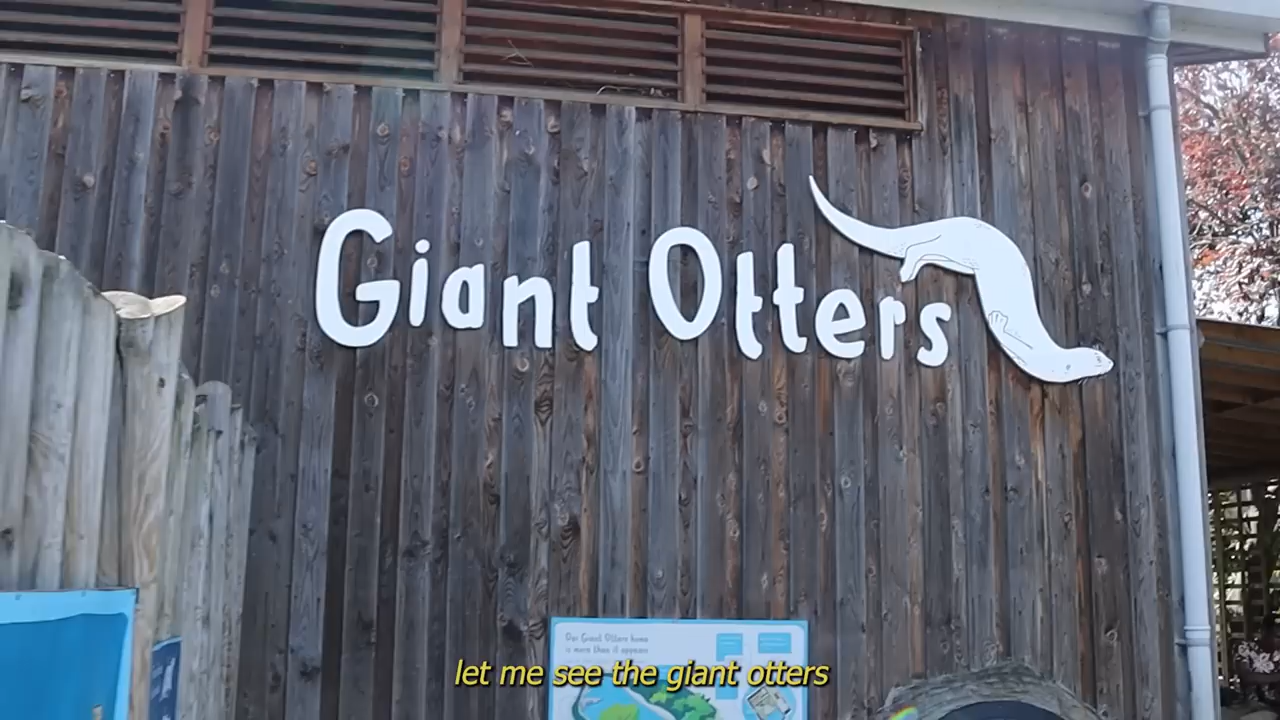 Giant Otters
Our Giant Otters home
is more than it appears
let me see the giant otters